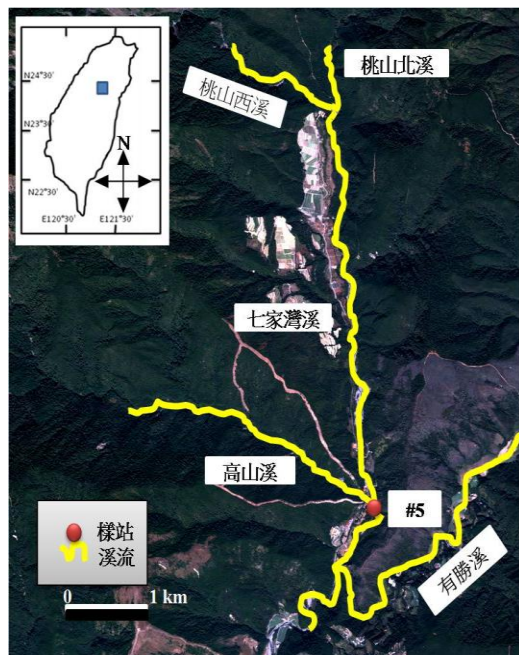 N24°30'
N23°30'
N22°30'
E120°30' E121°30'
N
桃山北溪
桃山西溪
七家灣溪
高山溪
#5
有勝溪
樣站
溪流
0 1 km